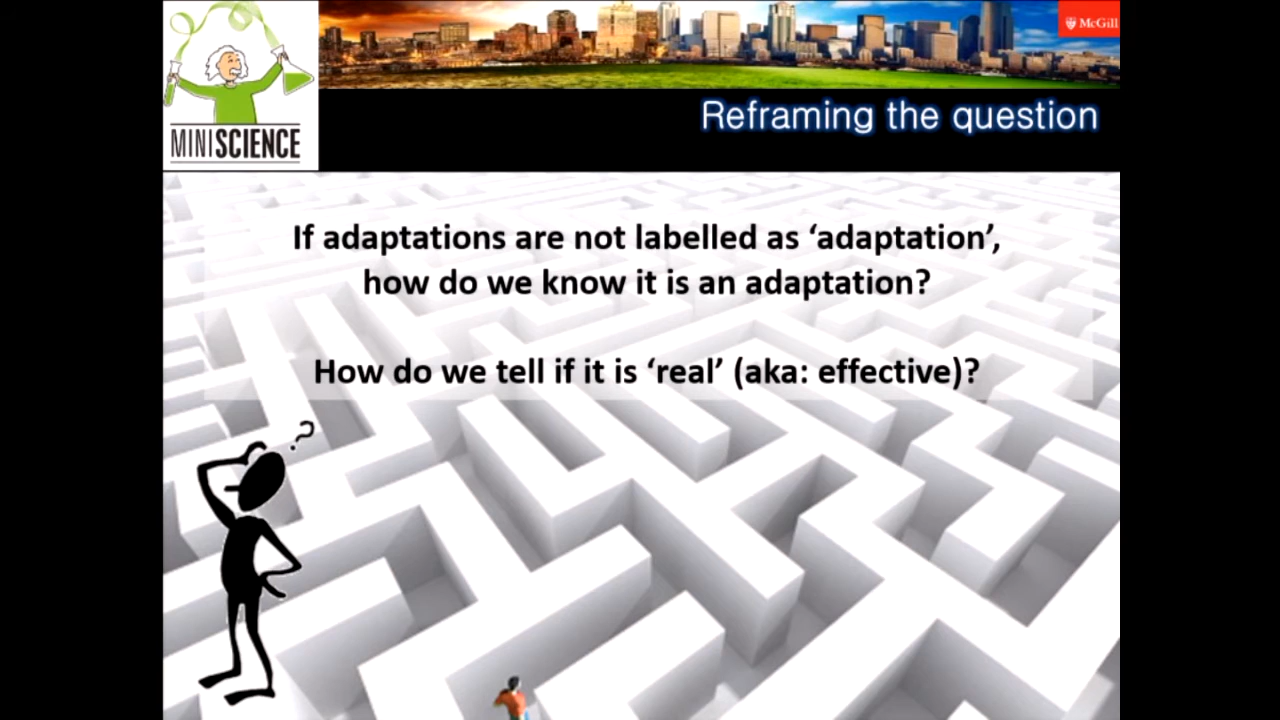 McGill
Reframing the question
MINISCIENCE
If adaptations are not labelled as ‘adaptation’,
how do we know it is an adaptation?
How do we tell if it is ‘real’ (aka: effective)?
?